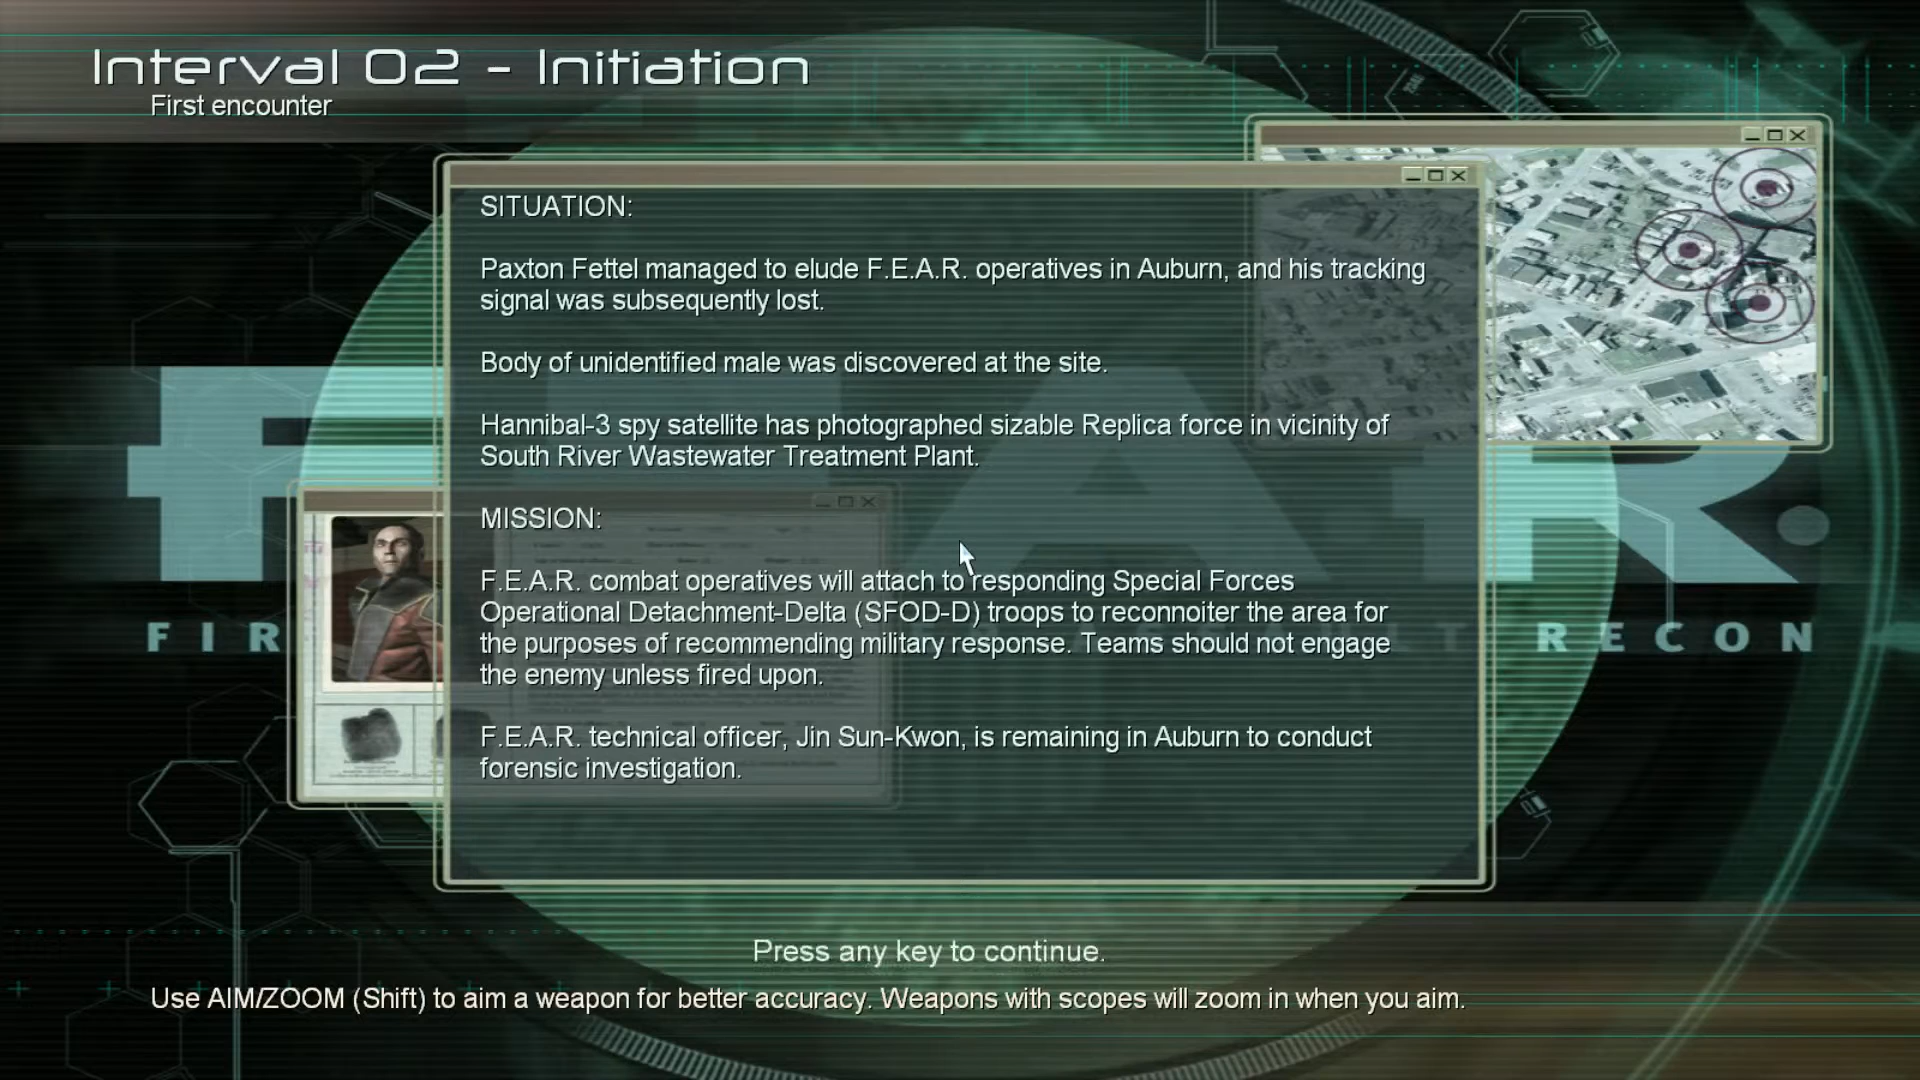 Interval 02 - Initiation
First encounter
SITUATION:
Paxton Fettel managed to elude F.E.A.R. operatives in Auburn, and his tracking
signal was subsequently lost.
Body of unidentified male was discovered at the site.
Hannibal-3 spy satellite has photographed sizable Replica force in vicinity of
South River Wastewater Treatment Plant.
MISSION:
F.E.A.R. combat operatives will attach to responding Special Forces
Operational Detachment-Delta (SFOD-D) troops to reconnoiter the area for
the purposes of recommending military response. Teams should not engage
the enemy unless fired upon.
F.E.A.R. technical officer, Jin Sun-Kwon, is remaining in Auburn to conduct
forensic investigation.
RECON
Press any key to continue.
Use AIM/ZOOM (Shift) to aim a weapon for better accuracy. Weapons with scopes will zoom in when you aim.